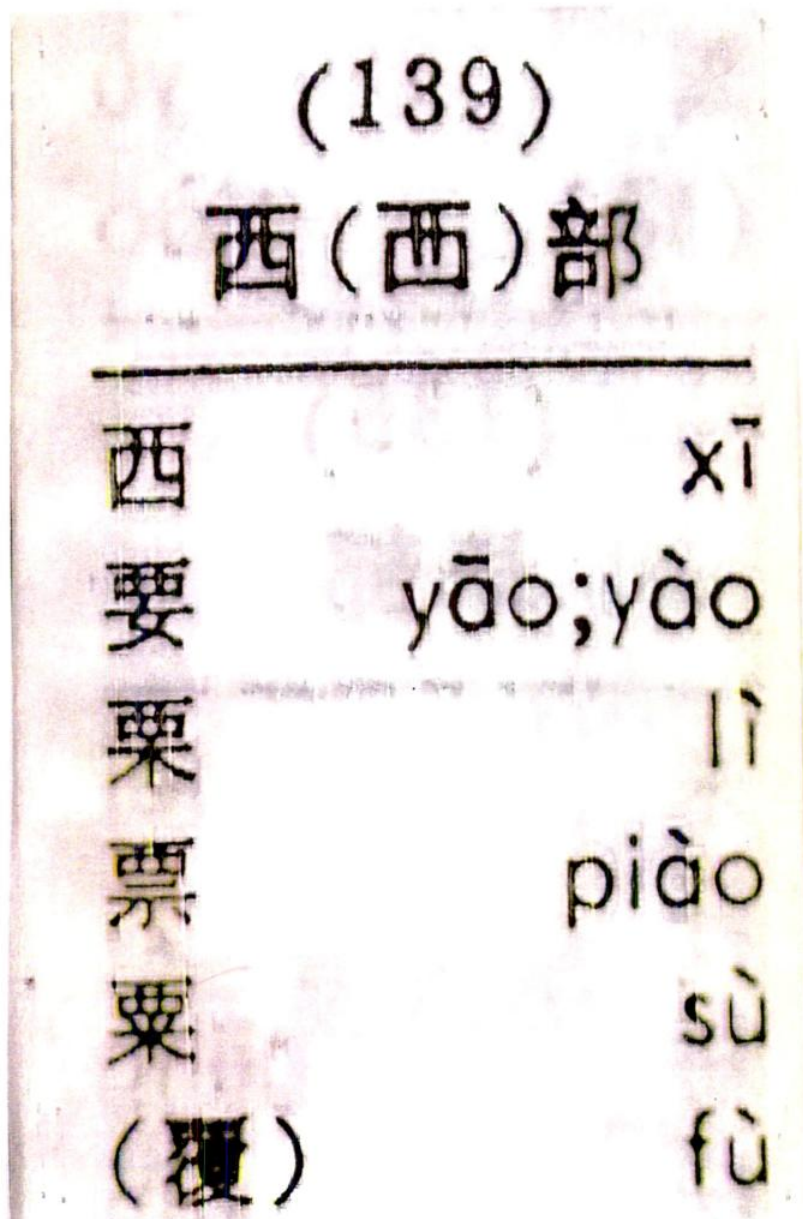 (139)
西(覀)部
西 xī
要 yāo;yào
栗 lì
票 piào
粟 sù
(覆) fù